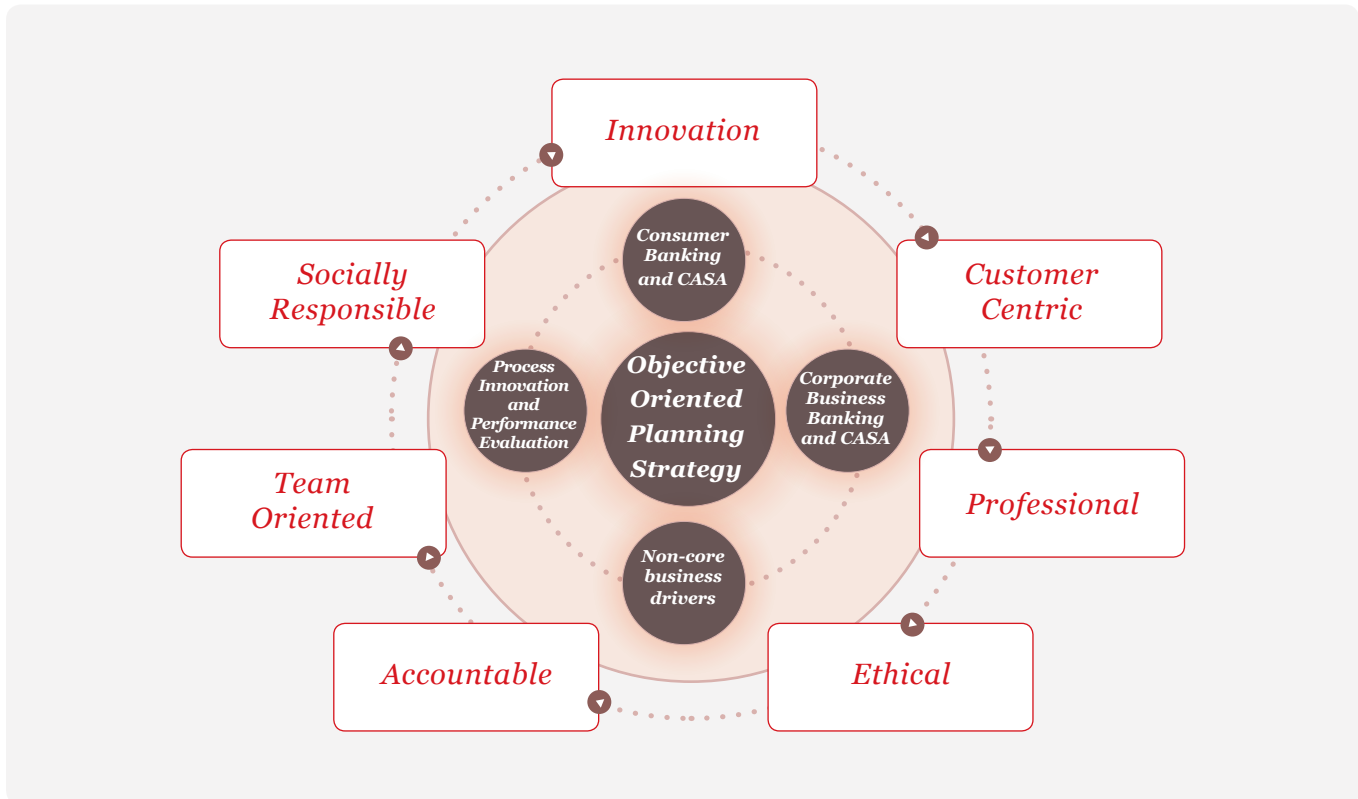 Innovation
Consumer
Banking
and CASA
Socially
Responsible
Customer
Centric
Process
Innovation
and
Performance
Evaluation
Objective
Oriented
Planning
Strategy
Corporate
Business
Banking
and CASA
Team
Oriented
Professional
Non-core
business
drivers
Accountable
Ethical